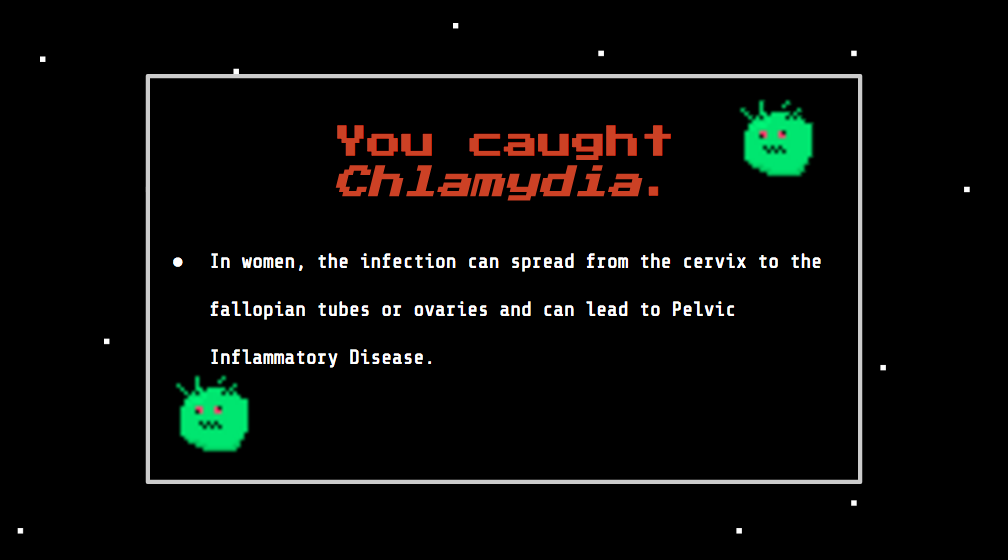 You caught
Chlamydia.
● In women, the infection can spread from the cervix to the
fallopian tubes or ovaries and can lead to Pelvic
Inflammatory Disease.